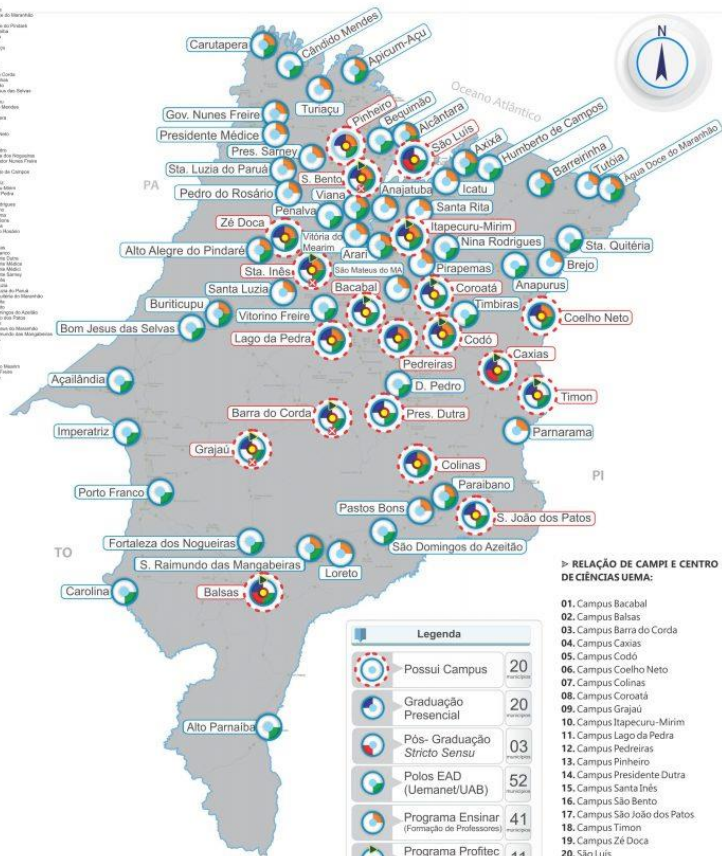 N
Oceano Atlântico
PA
TO
PI
Carutapera
Cândido Mendes
Apicum-Açu
Turiaçu
Pinheiro
Bequimão
Alcântara
Gov. Nunes Freire
Presidente Médice
Pres. Sarney
São Luís
Axixá
Humberto de Campos
Barreirinha
Tutóia
Água Doce do Maranhão
Sta. Luzia do Paruá
S. Bento
Anajatuba
Icatu
Pedro do Rosário
Viana
Penalva
Santa Rita
Zé Doca
Vitória do
Mearim
Itapecuru-Mirim
Arari
Nina Rodrigues
Sta. Quitéria
Alto Alegre do Pindaré
Sta. Inês
São Mateus do MA
Pirapemas
Brejo
Anapurus
Santa Luzia
Bacabal
Coroatá
Buriticupu
Vitorino Freire
Timbiras
Bom Jesus das Selvas
Coelho Neto
Lago da Pedra
Codó
Caxias
Pedreiras
Açailândia
D. Pedro
Timon
Barra do Corda
Pres. Dutra
Imperatriz
Parnarama
Grajaú
Colinas
Porto Franco
Paraibano
Pastos Bons
S. João dos Patos
Fortaleza dos Nogueiras
São Domingos do Azeitão
S. Raimundo das Mangabeiras
Loreto
Carolina
Balsas
Alto Parnaíba
Legenda
Possui Campus 20 municípios
Graduação
Presencial 20 municípios
Pós- Graduação
Stricto Sensu 03 municípios
Polos EAD
(Uemanet/UAB) 52 municípios
Programa Ensinar
(Formação de Professores) 41 municípios
Programa Profitec 11
> RELAÇÃO DE CAMPI E CENTRO
DE CIÊNCIAS UEMA:
01. Campus Bacabal
02. Campus Balsas
03. Campus Barra do Corda
04. Campus Caxias
05. Campus Codó
06. Campus Coelho Neto
07. Campus Colinas
08. Campus Coroatá
09. Campus Grajaú
10. Campus Itapecuru-Mirim
11. Campus Lago da Pedra
12. Campus Pedreiras
13. Campus Pinheiro
14. Campus Presidente Dutra
15. Campus Santa Inês
16. Campus São Bento
17. Campus São João dos Patos
18. Campus Timon
19. Campus Zé Doca
20. São Luís